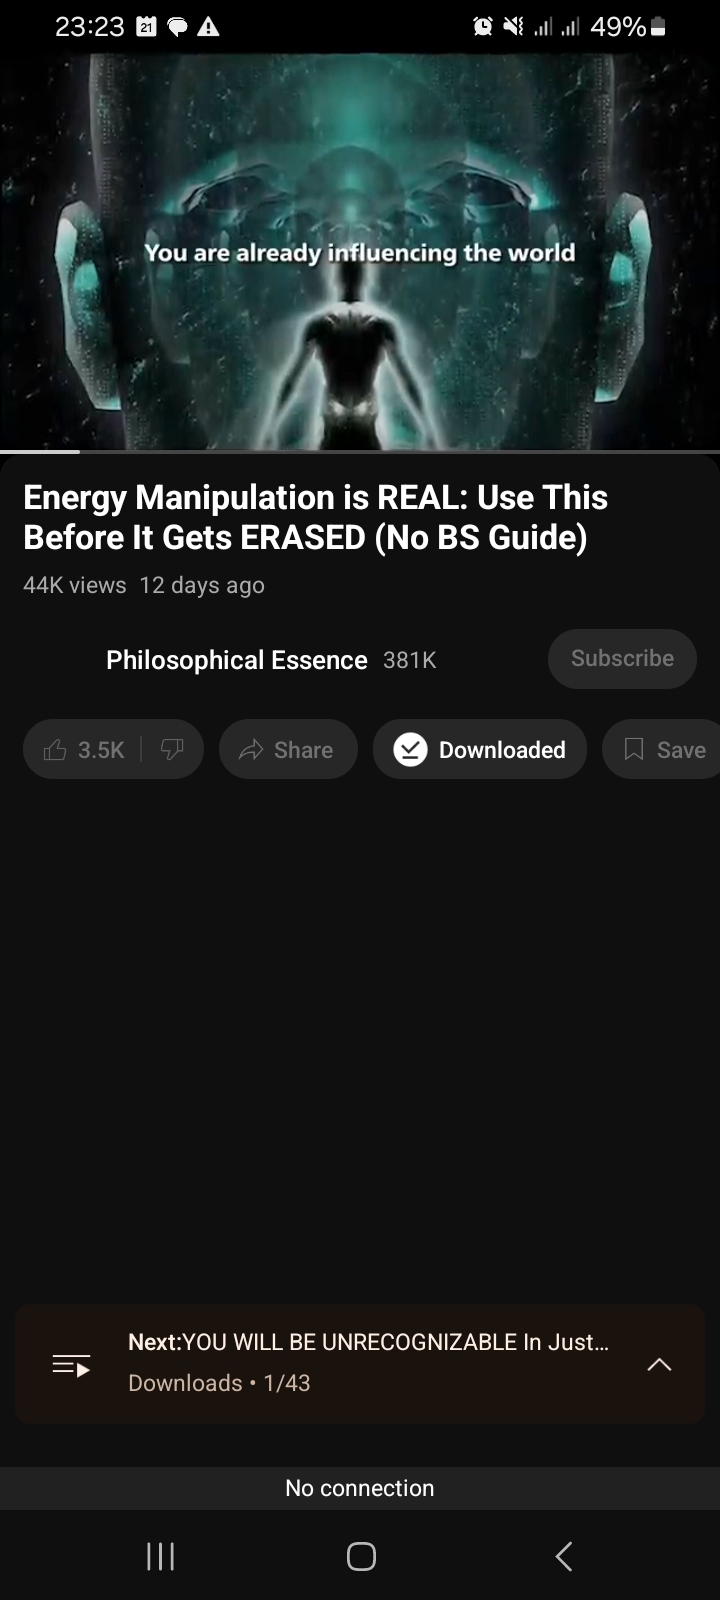 23:23 21 49%
You are already influencing the world
Energy Manipulation is REAL: Use This
Before It Gets ERASED (No BS Guide)
44K views 12 days ago
Philosophical Essence 381K Subscribe
3.5K Share Downloaded Save
Next:YOU WILL BE UNRECOGNIZABLE In Just...
Downloads • 1/43
No connection